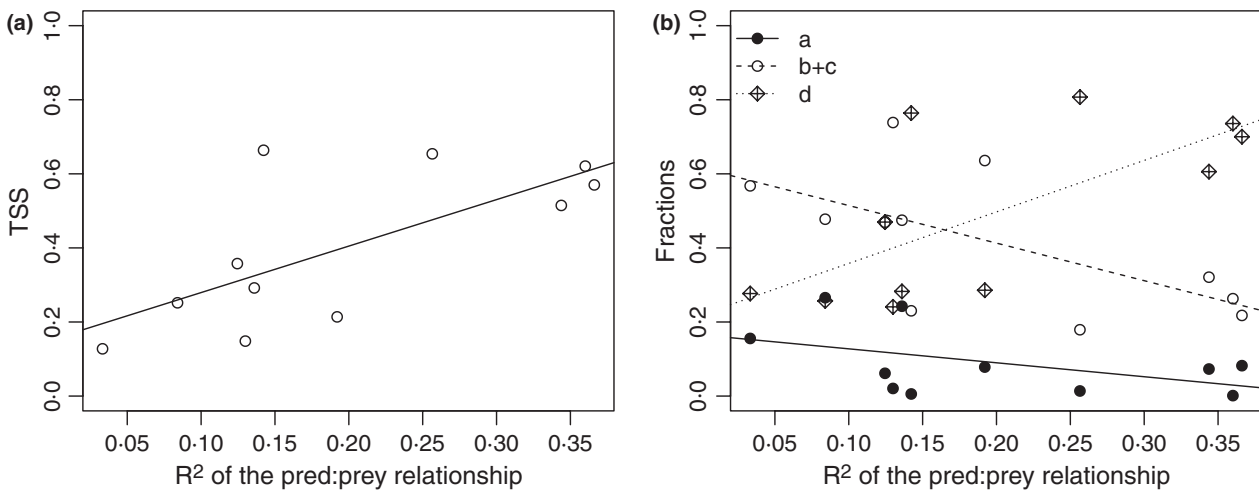 (a)
TSS
1·0
0·8
0·6
0·4
0·2
0·0
0·05 0·10 0·15 0·20 0·25 0·30 0·35
R² of the pred:prey relationship
(b)
a
b+c
d
Fractions
1·0
0·8
0·6
0·4
0·2
0·0
0·05 0·10 0·15 0·20 0·25 0·30 0·35
R² of the pred:prey relationship